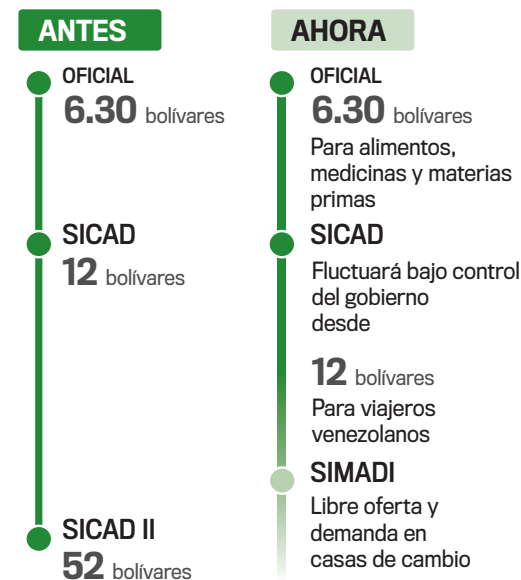 ANTES
OFICIAL
6.30 bolívares
SICAD
12 bolívares
SICAD II
52 bolívares
AHORA
OFICIAL
6.30 bolívares
Para alimentos,
medicinas y materias
primas
SICAD
Fluctuará bajo control
del gobierno
desde
12 bolívares
Para viajeros
venezolanos
SIMADI
Libre oferta y
demanda en
casas de cambio